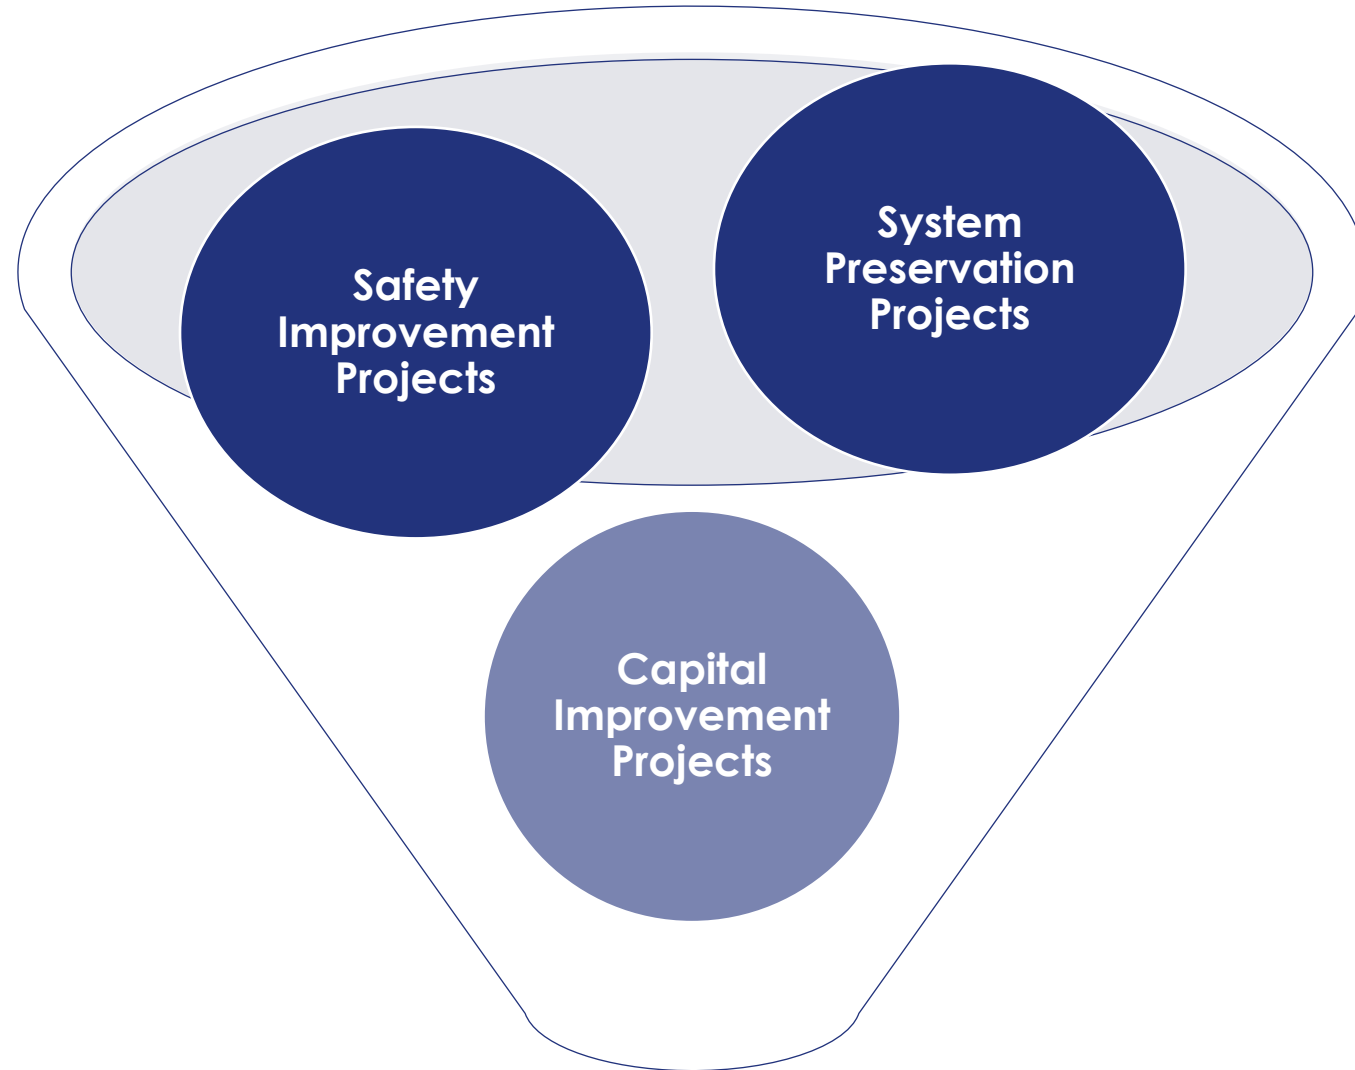 Safety
Improvement
Projects
System
Preservation
Projects
Capital
Improvement
Projects